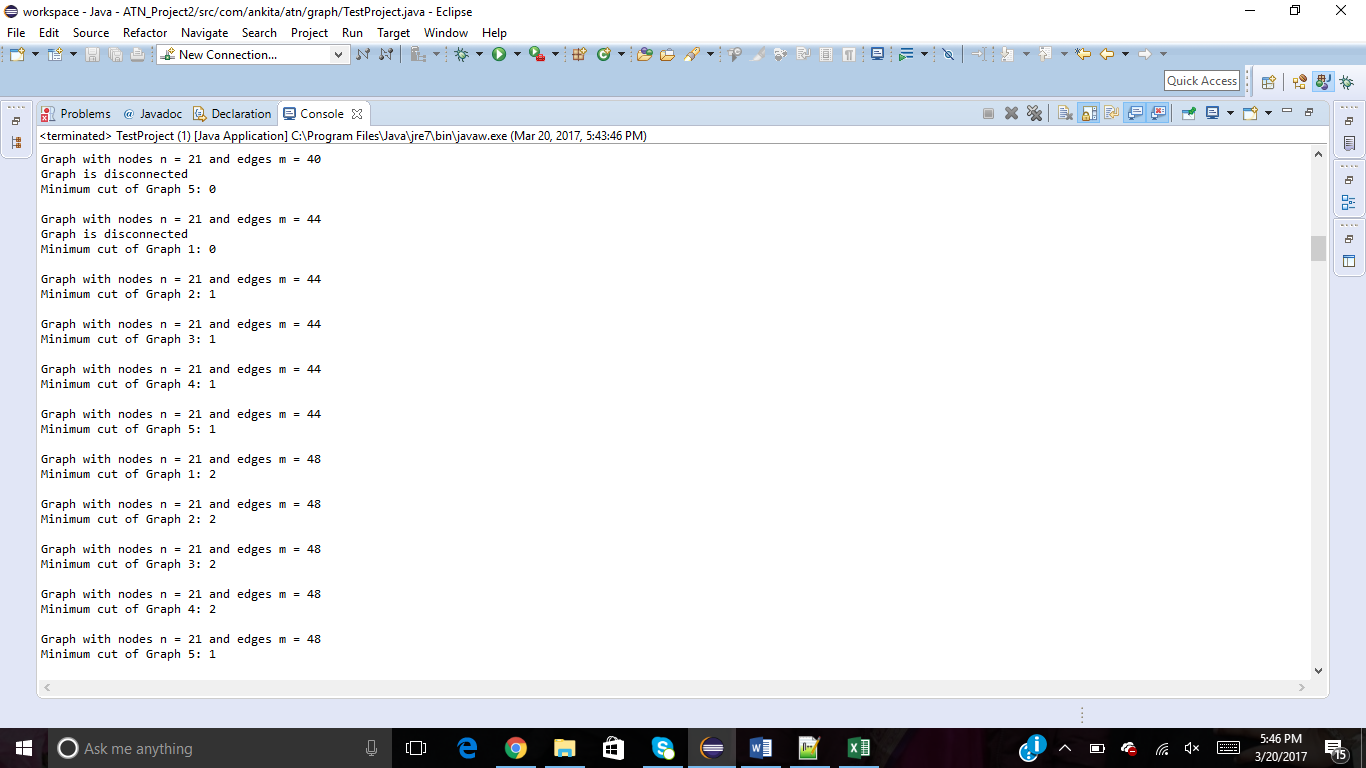 workspace - Java - ATN_Project2/src/com/ankita/atn/graph/TestProject.java - Eclipse
File Edit Source Refactor Navigate Search Project Run Target Window Help
New Connection...
Quick Access
Problems @ Javadoc Declaration Console
<terminated> TestProject (1) [Java Application] C:\Program Files\Java\jre7\bin\javaw.exe (Mar 20, 2017, 5:43:46 PM)
Graph with nodes n = 21 and edges m = 40
Graph is disconnected
Minimum cut of Graph 5: 0
Graph with nodes n = 21 and edges m = 44
Graph is disconnected
Minimum cut of Graph 1: 0
Graph with nodes n = 21 and edges m = 44
Minimum cut of Graph 2: 1
Graph with nodes n = 21 and edges m = 44
Minimum cut of Graph 3: 1
Graph with nodes n = 21 and edges m = 44
Minimum cut of Graph 4: 1
Graph with nodes n = 21 and edges m = 44
Minimum cut of Graph 5: 1
Graph with nodes n = 21 and edges m = 48
Minimum cut of Graph 1: 2
Graph with nodes n = 21 and edges m = 48
Minimum cut of Graph 2: 2
Graph with nodes n = 21 and edges m = 48
Minimum cut of Graph 3: 2
Graph with nodes n = 21 and edges m = 48
Minimum cut of Graph 4: 2
Graph with nodes n = 21 and edges m = 48
Minimum cut of Graph 5: 1
Ask me anything
5:46 PM
3/20/2017
15